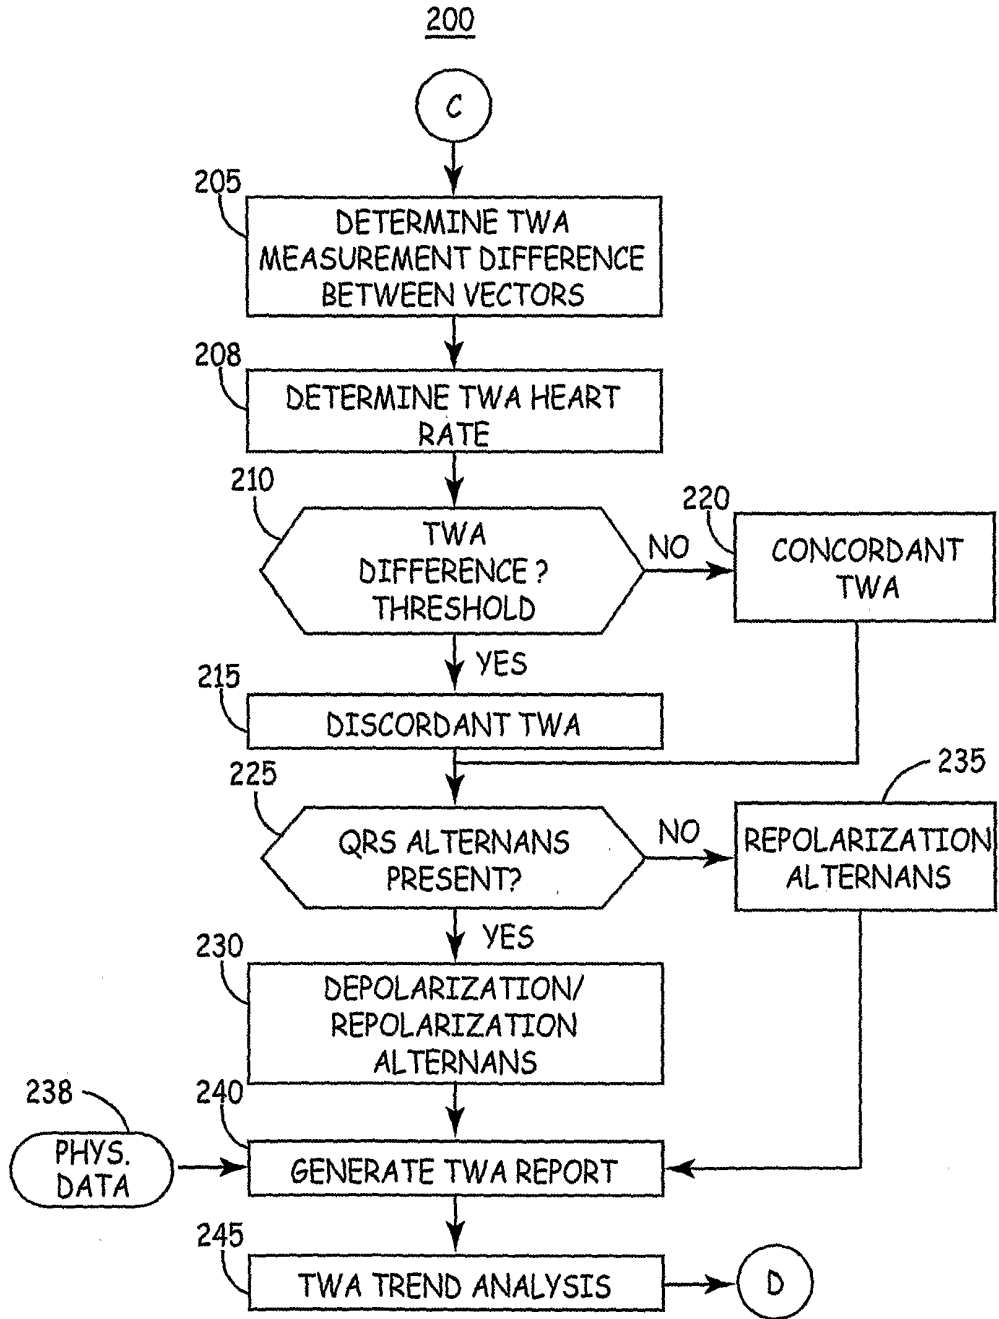 200
C
205
DETERMINE TWA
MEASUREMENT DIFFERENCE
BETWEEN VECTORS
208
DETERMINE TWA HEART
RATE
210
TWA
DIFFERENCE ?
THRESHOLD
NO
220
CONCORDANT
TWA
YES
215
DISCORDANT TWA
225
QRS ALTERNANS
PRESENT?
NO
235
REPOLARIZATION
ALTERNANS
YES
230
DEPOLARIZATION/
REPOLARIZATION
ALTERNANS
238
PHYS.
DATA
240
GENERATE TWA REPORT
245
TWA TREND ANALYSIS
D